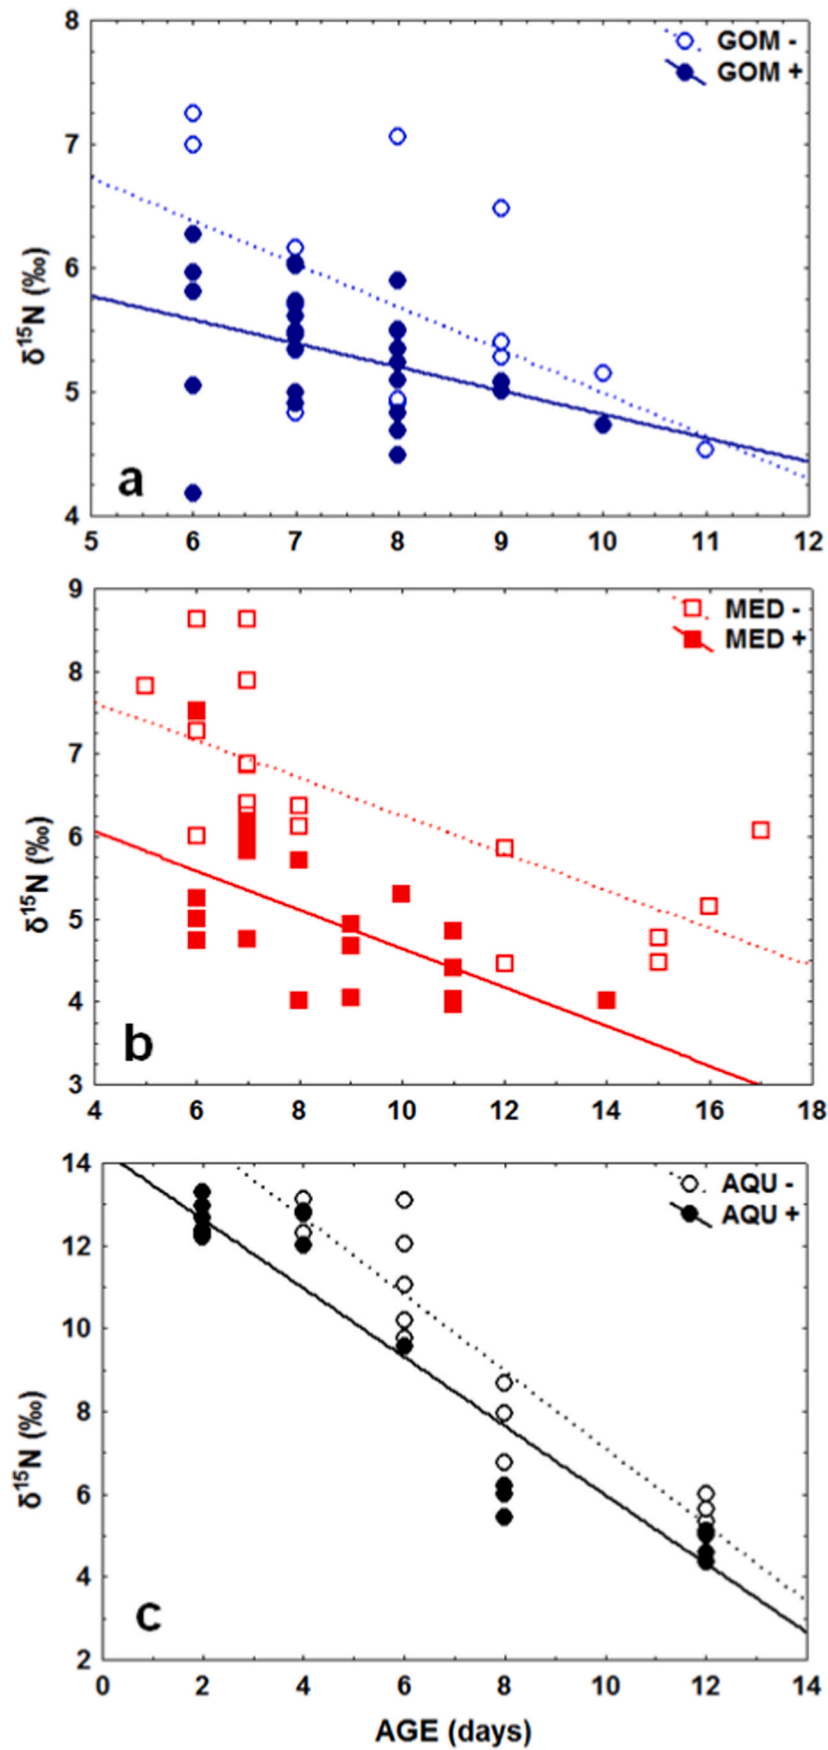 8
GOM -
GOM +
7
6
δ¹⁵N (‰)
5
a
4
5 6 7 8 9 10 11 12
9
MED -
MED +
8
7
6
δ¹⁵N (‰)
5
4
b
3
4 6 8 10 12 14 16 18
14
AQU -
AQU +
12
10
8
δ¹⁵N (‰)
6
4
c
2
0 2 4 6 8 10 12 14
AGE (days)